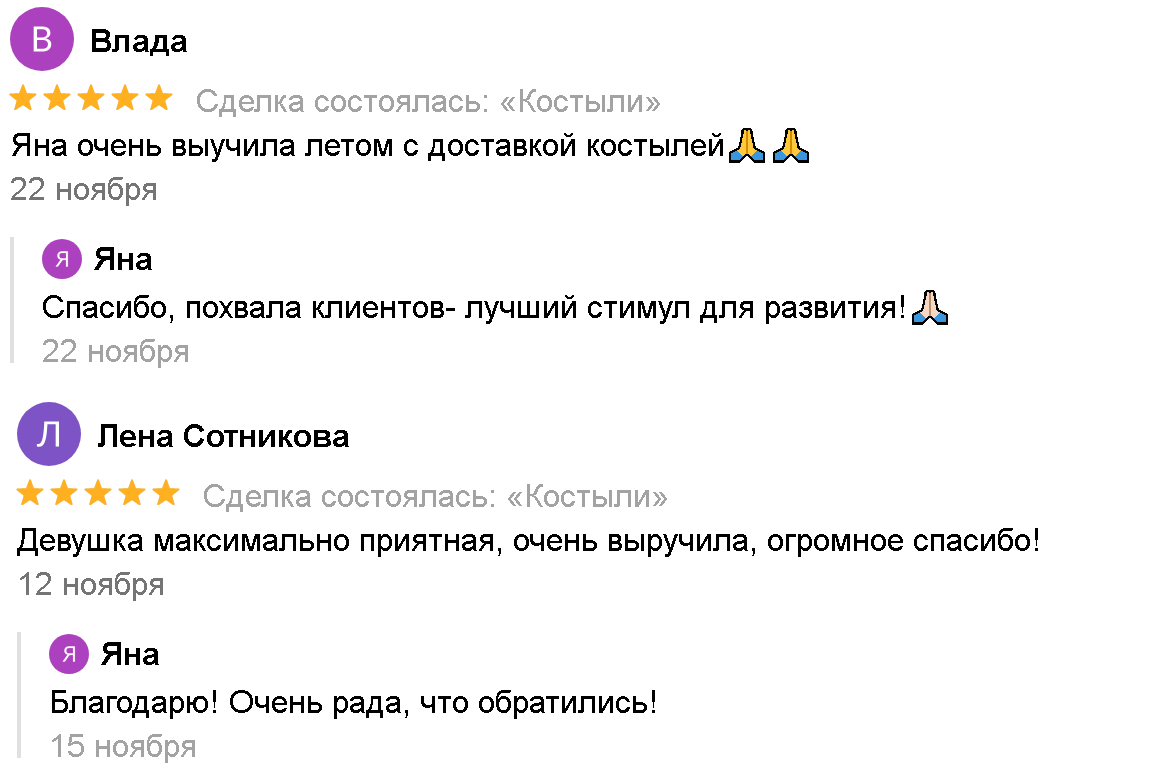 В
Влада
Сделка состоялась: «Костыли»
Яна очень выучила летом с доставкой костылей🙏🙏
22 ноября
Я
Яна
Спасибо, похвала клиентов- лучший стимул для развития!🙏🏻
22 ноября
Л
Лена Сотникова
Сделка состоялась: «Костыли»
Девушка максимально приятная, очень выручила, огромное спасибо!
12 ноября
Я
Яна
Благодарю! Очень рада, что обратились!
15 ноября